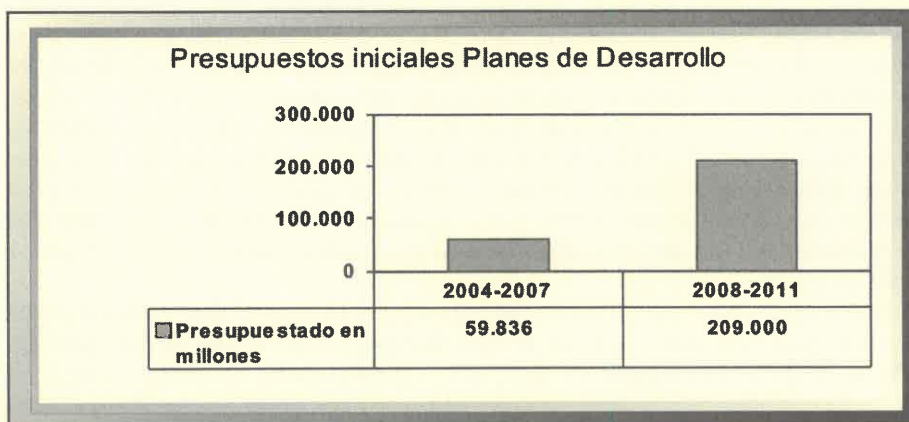 Presupuestos iniciales Planes de Desarrollo
300.000
200.000
100.000
0
2004-2007 2008-2011
Presupuestado en millones 59.836 209.000